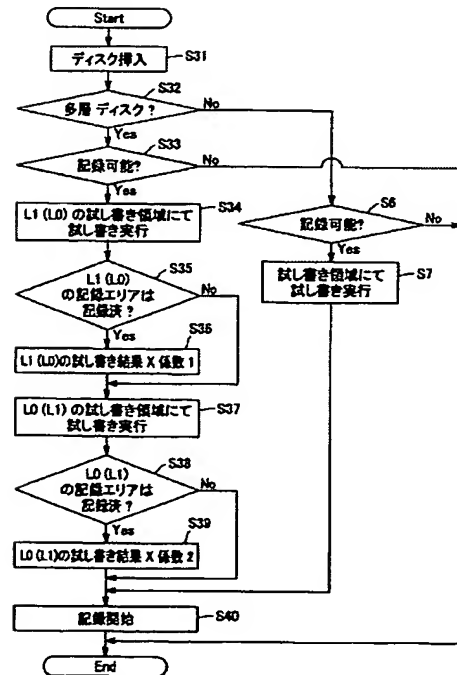 Start
ディスク挿入
S31
多層 ディスク?
S32
No
Yes
記録可能?
S33
No
Yes
L1 (L0) の試し書き領域にて
試し書き実行
S34
記録可能?
S6
No
Yes
試し書き領域にて
試し書き実行
S7
L1 (L0)
の記録エリアは
記録済?
S35
No
Yes
L1 (L0)の試し書き結果 X 係数 1
S36
L0 (L1) の試し書き領域にて
試し書き実行
S37
L0 (L1)
の記録エリアは
記録済?
S38
No
Yes
L0 (L1)の試し書き結果 X 係数 2
S39
記録開始
S40
End